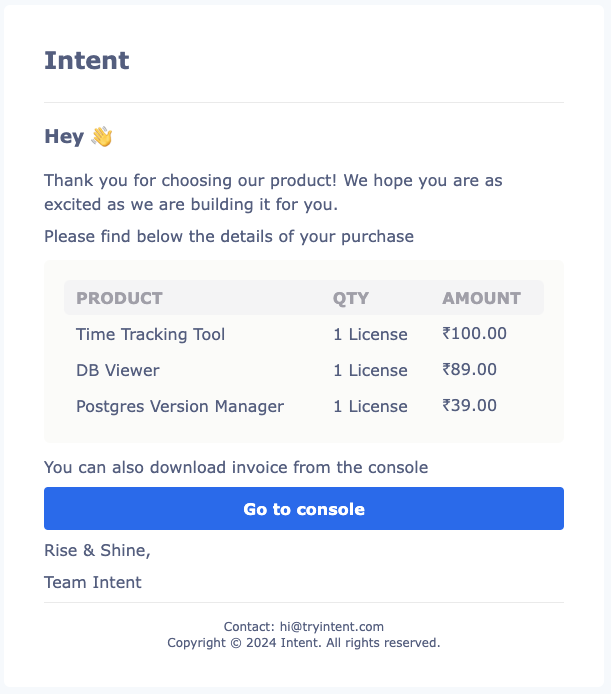 Intent
Hey 👋
Thank you for choosing our product! We hope you are as
excited as we are building it for you.
Please find below the details of your purchase
PRODUCT QTY AMOUNT
Time Tracking Tool 1 License ₹100.00
DB Viewer 1 License ₹89.00
Postgres Version Manager 1 License ₹39.00
You can also download invoice from the console
Go to console
Rise & Shine,
Team Intent
Contact: hi@tryintent.com
Copyright © 2024 Intent. All rights reserved.